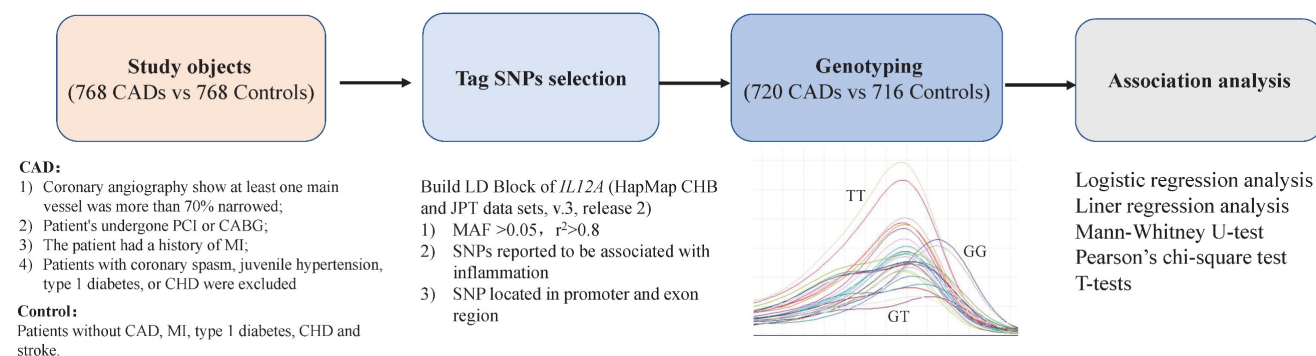 Study objects
(768 CADs vs 768 Controls)
Tag SNPs selection
Genotyping
(720 CADs vs 716 Controls)
Association analysis
CAD：
1) Coronary angiography show at least one main
vessel was more than 70% narrowed;
2) Patient's undergone PCI or CABG;
3) The patient had a history of MI;
4) Patients with coronary spasm, juvenile hypertension,
type 1 diabetes, or CHD were excluded
Control：
Patients without CAD, MI, type 1 diabetes, CHD and
stroke.
Build LD Block of IL12A (HapMap CHB
and JPT data sets, v.3, release 2)
1) MAF >0.05，r²>0.8
2) SNPs reported to be associated with
inflammation
3) SNP located in promoter and exon
region
TT
GG
GT
Logistic regression analysis
Liner regression analysis
Mann-Whitney U-test
Pearson’s chi-square test
T-tests